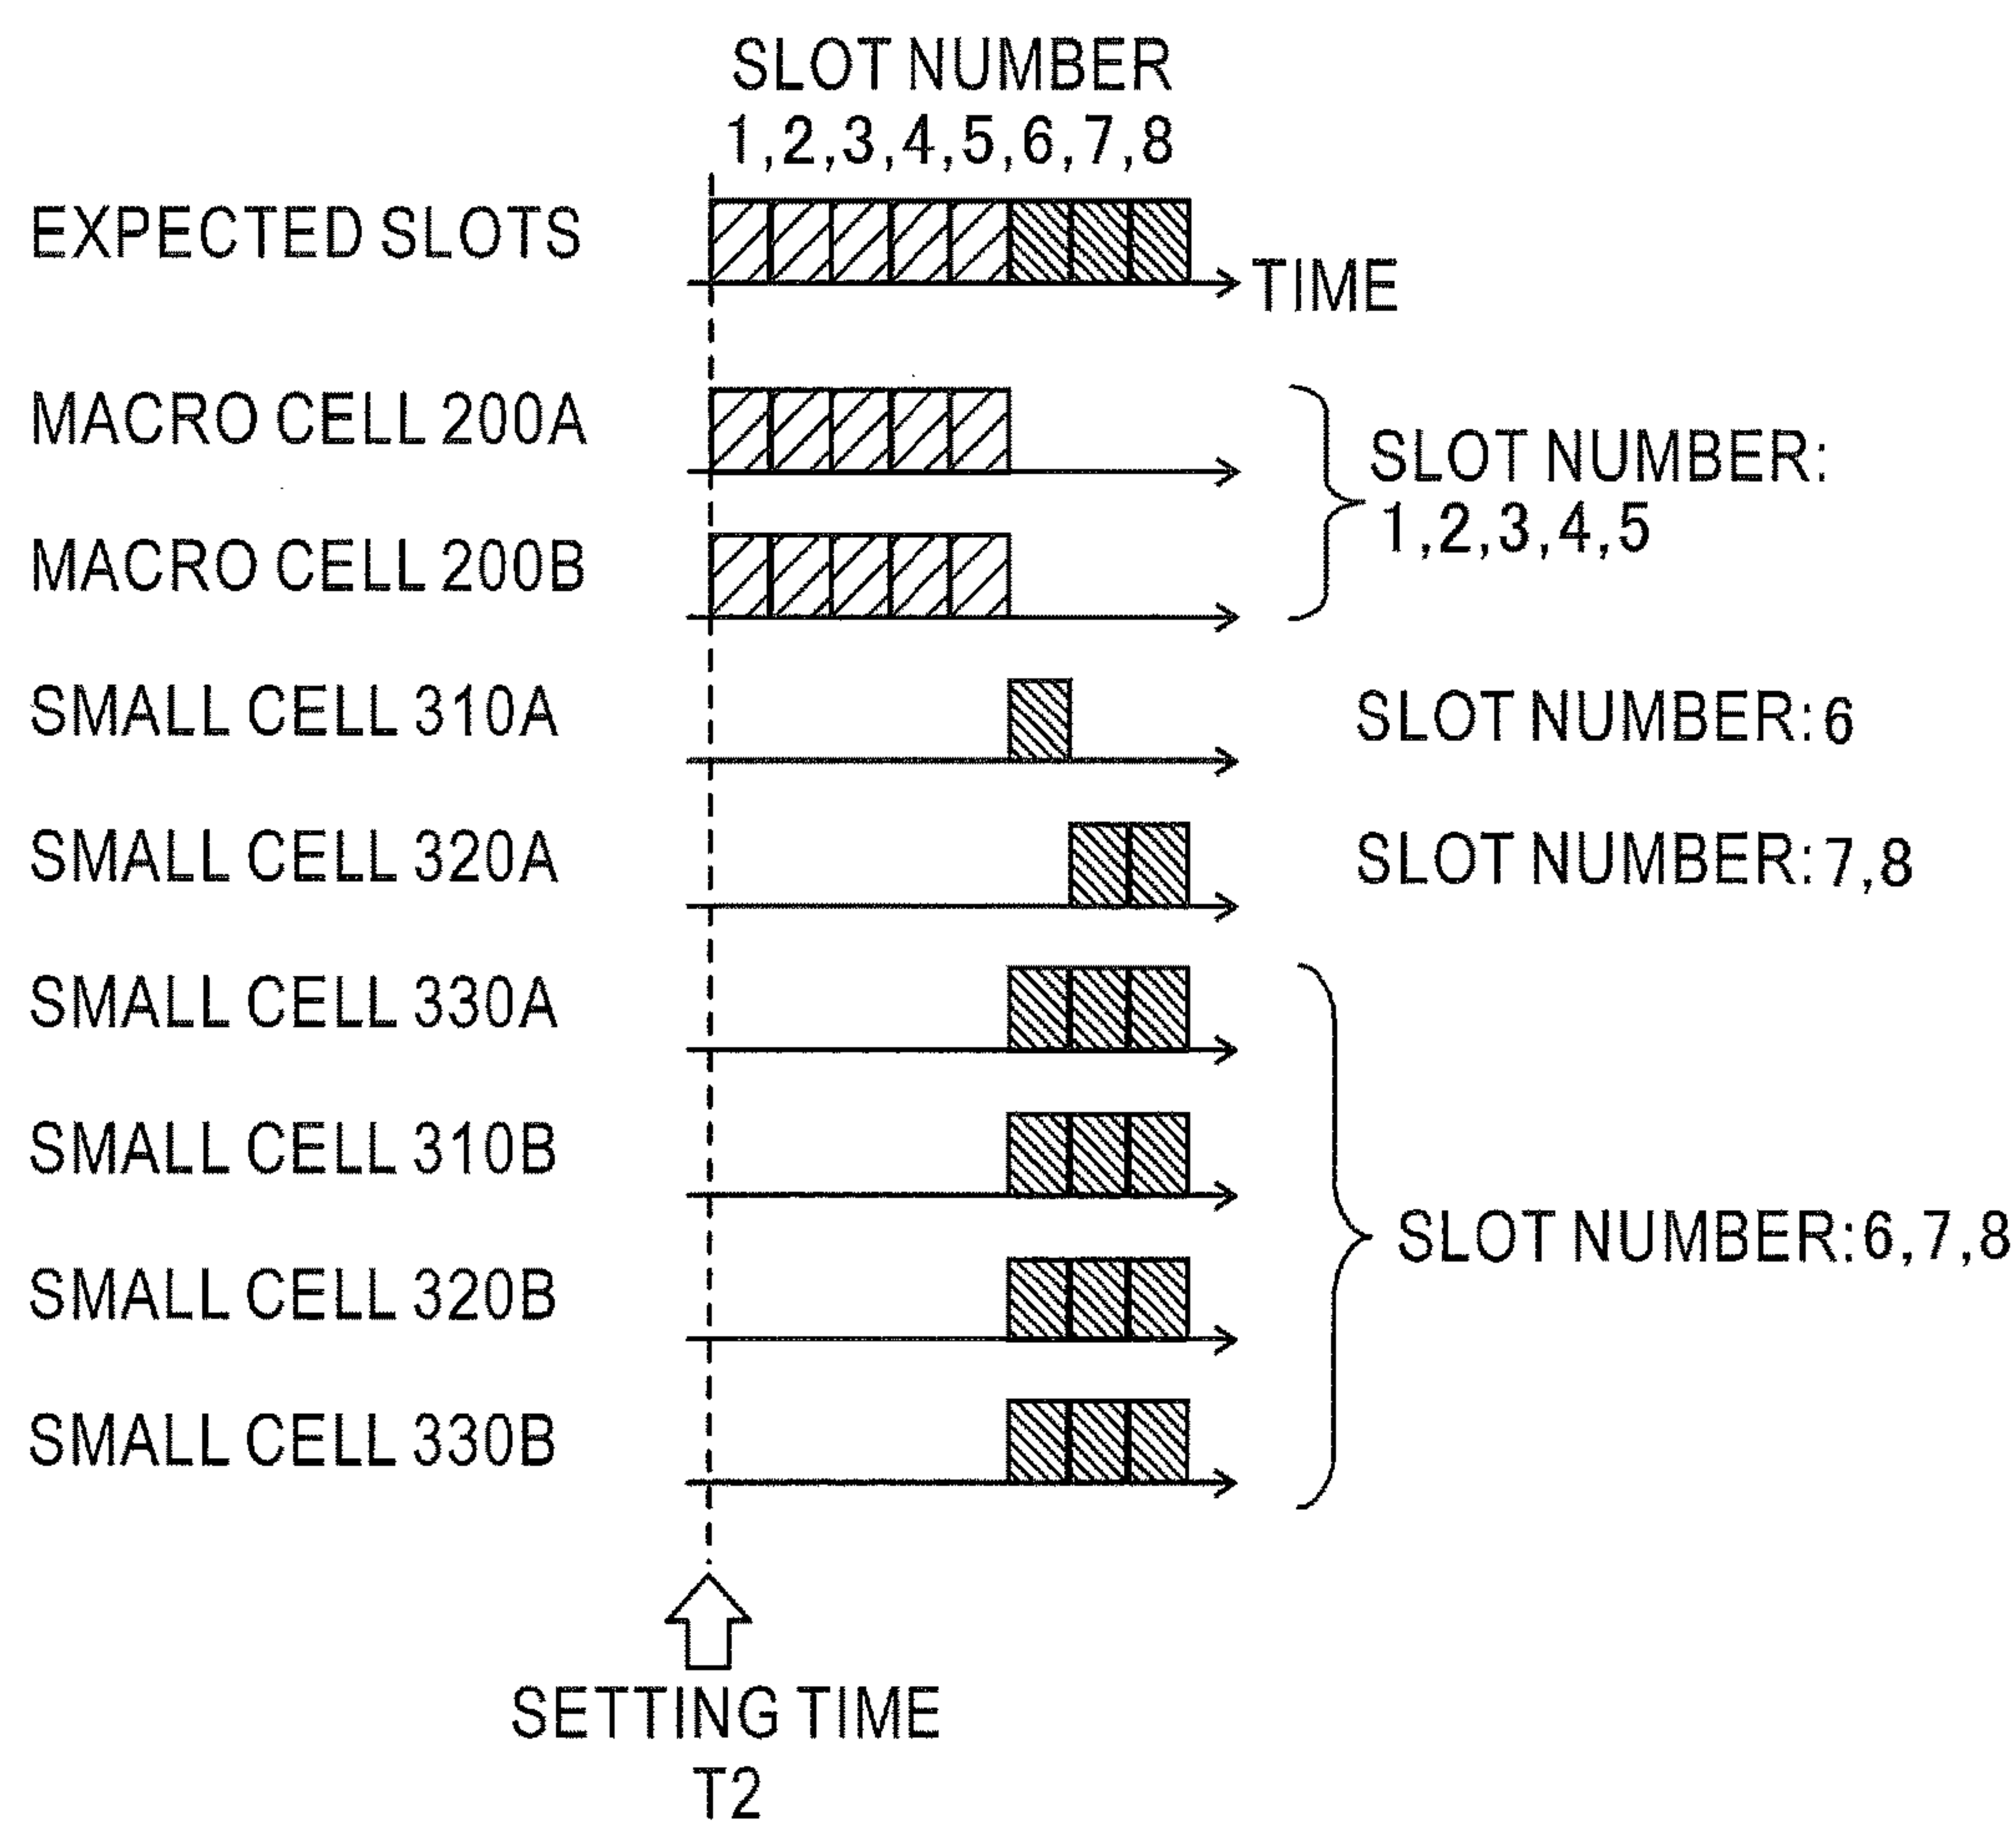 SLOT NUMBER
1,2,3,4,5,6,7,8
EXPECTED SLOTS
TIME
MACRO CELL 200A
MACRO CELL 200B
SLOT NUMBER:
1,2,3,4,5
SMALL CELL 310A
SLOT NUMBER:6
SMALL CELL 320A
SLOT NUMBER:7,8
SMALL CELL 330A
SMALL CELL 310B
SMALL CELL 320B
SMALL CELL 330B
SLOT NUMBER:6,7,8
SETTING TIME
T2